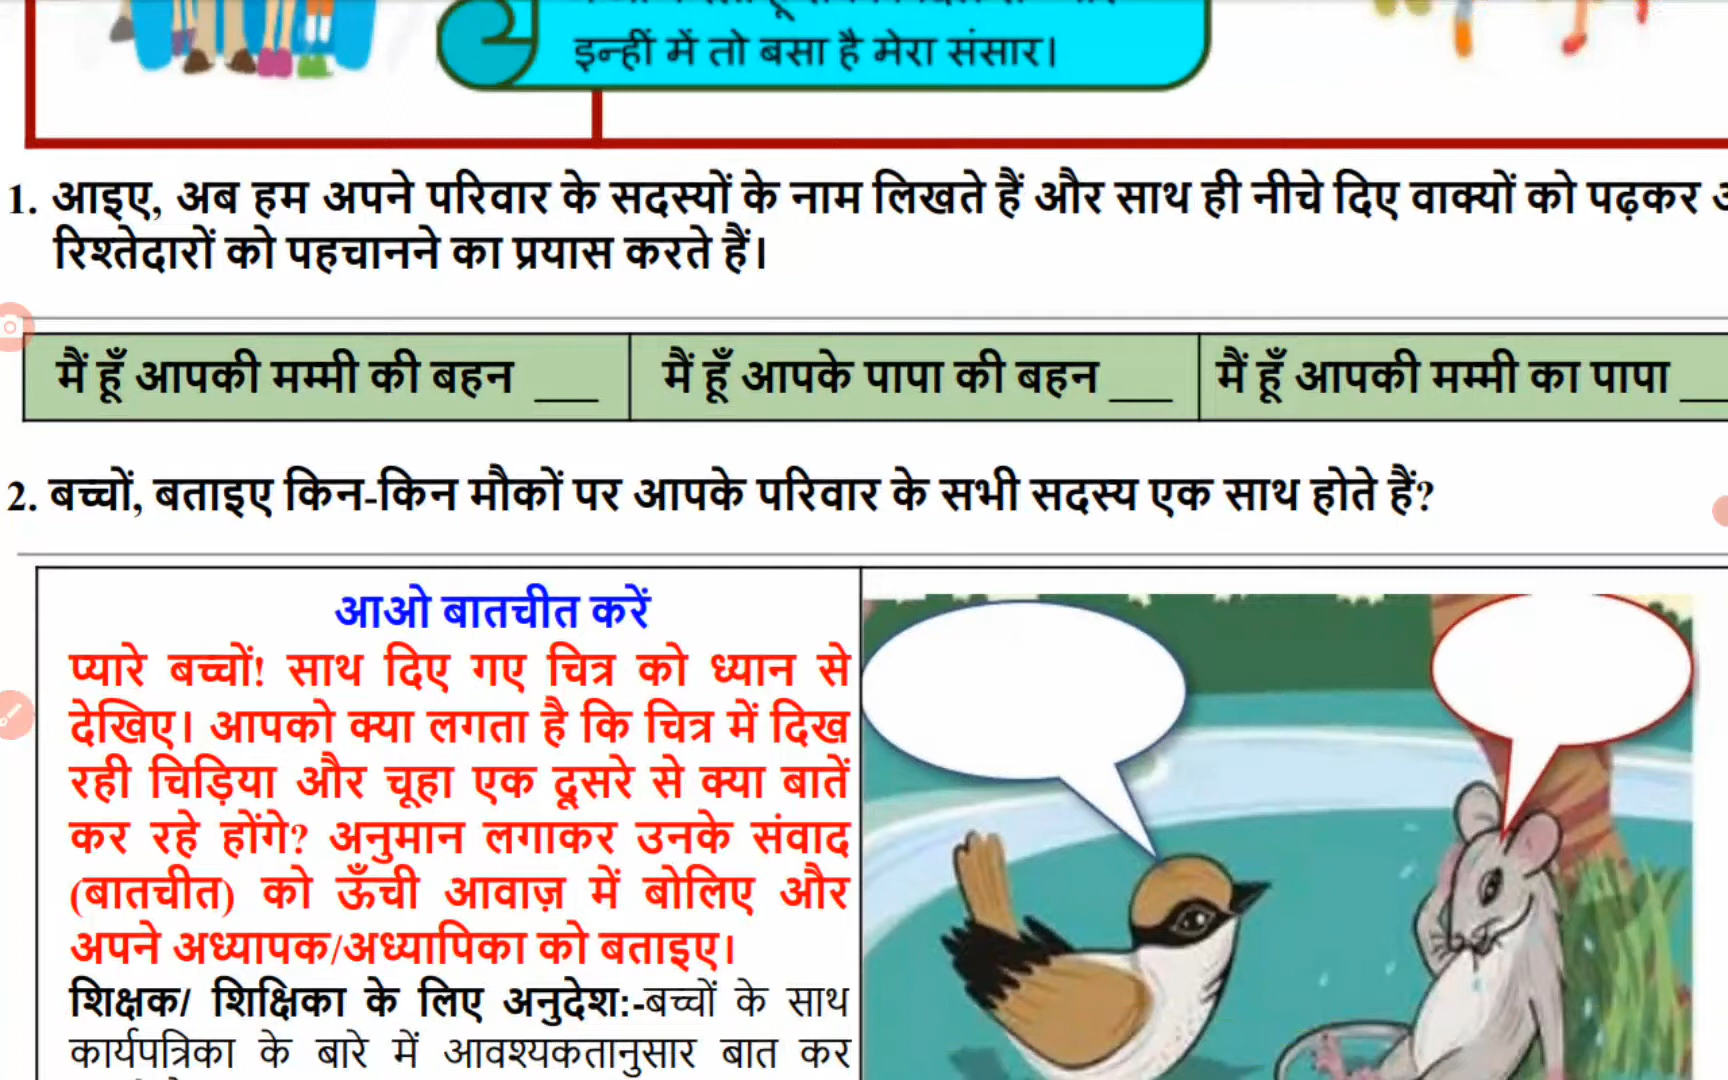 इन्हीं में तो बसा है मेरा संसार।
1. आइए, अब हम अपने परिवार के सदस्यों के नाम लिखते हैं और साथ ही नीचे दिए वाक्यों को पढ़कर
रिश्तेदारों को पहचानने का प्रयास करते हैं।
मैं हूँ आपकी मम्मी की बहन ___ मैं हूँ आपके पापा की बहन ___ मैं हूँ आपकी मम्मी का पापा __
2. बच्चों, बताइए किन-किन मौकों पर आपके परिवार के सभी सदस्य एक साथ होते हैं?
आओ बातचीत करें
प्यारे बच्चों! साथ दिए गए चित्र को ध्यान से
देखिए। आपको क्या लगता है कि चित्र में दिख
रही चिड़िया और चूहा एक दूसरे से क्या बातें
कर रहे होंगे? अनुमान लगाकर उनके संवाद
(बातचीत) को ऊँची आवाज़ में बोलिए और
अपने अध्यापक/अध्यापिका को बताइए।
शिक्षक/ शिक्षिका के लिए अनुदेश:-बच्चों के साथ
कार्यपत्रिका के बारे में आवश्यकतानुसार बात कर